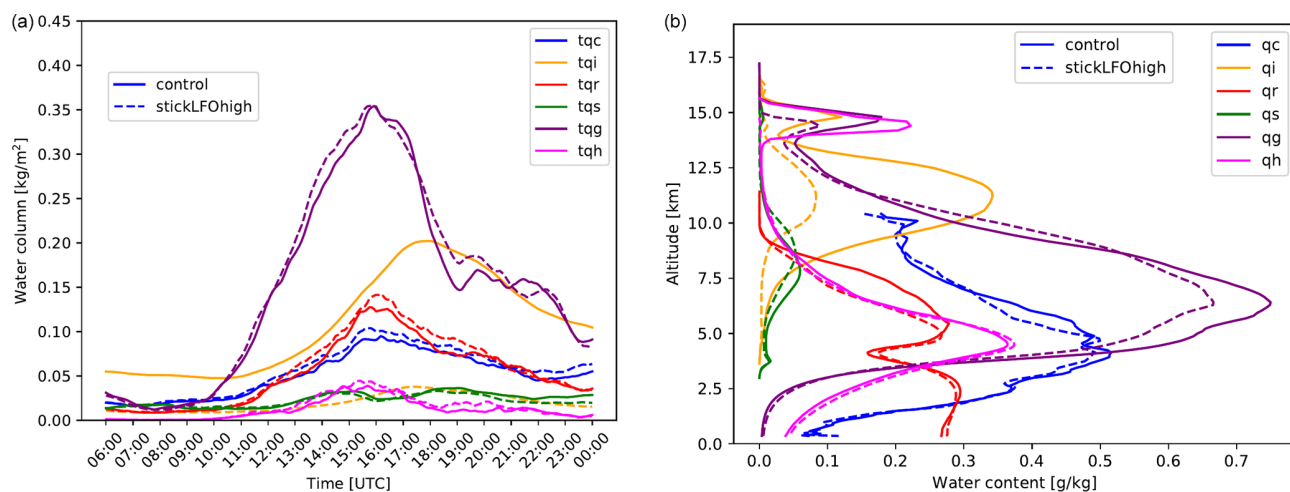 (a)
0.45
0.40
0.35
0.30
0.25
0.20
0.15
0.10
0.05
0.00
Water column [kg/m²]
control
stickLFOhigh
tqc
tqi
tqr
tqs
tqg
tqh
06:00
07:00
08:00
09:00
10:00
11:00
12:00
13:00
14:00
15:00
16:00
17:00
18:00
19:00
20:00
21:00
22:00
23:00
00:00
Time [UTC]
(b)
17.5
15.0
12.5
10.0
7.5
5.0
2.5
0.0
Altitude [km]
control
stickLFOhigh
qc
qi
qr
qs
qg
qh
0.0
0.1
0.2
0.3
0.4
0.5
0.6
0.7
Water content [g/kg]